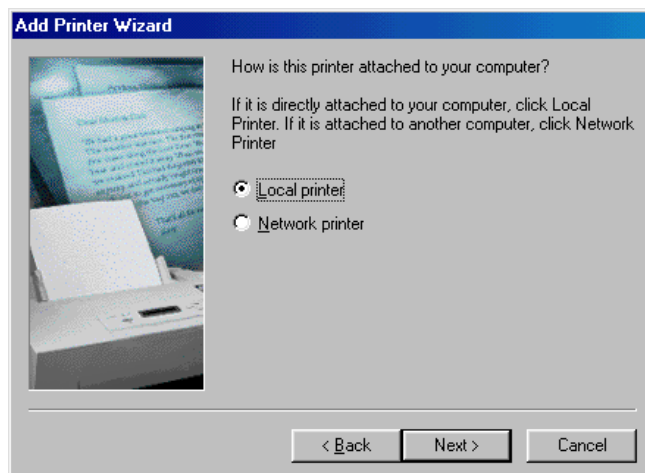 Add Printer Wizard
How is this printer attached to your computer?
If it is directly attached to your computer, click Local
Printer. If it is attached to another computer, click Network
Printer
Local printer
Network printer
< Back
Next >
Cancel